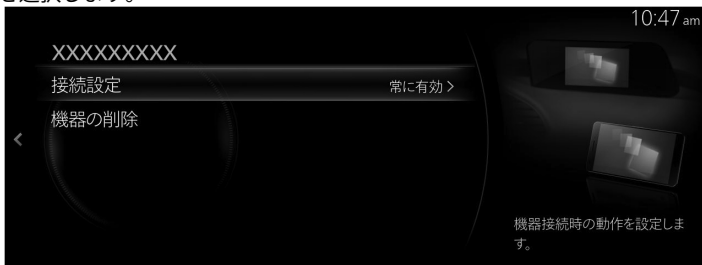 を選択します。
10:47 am
XXXXXXXXX
接続設定 常に有効 >
機器の削除
<
機器接続時の動作を設定しま
す。